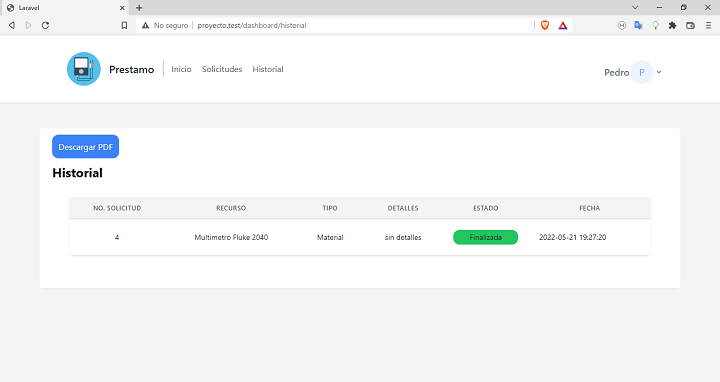 Laravel
No seguro | proyecto.test/dashboard/historial
Prestamo Inicio Solicitudes Historial Pedro P
Descargar PDF
Historial
NO. SOLICITUD RECURSO TIPO DETALLES ESTADO FECHA
4 Multimetro Fluke 2040 Material sin detalles Finalizada 2022-05-21 19:27:20